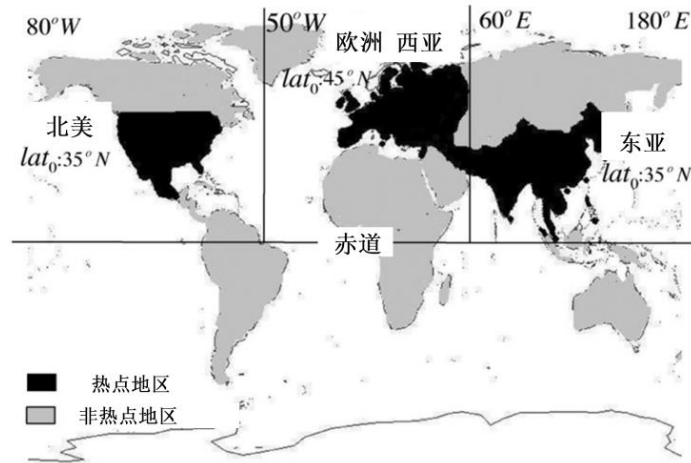 80°W
50°W
60°E
180°E
欧洲 西亚
lat₀:45°N
北美
lat₀:35°N
东亚
lat₀:35°N
赤道
热点地区
非热点地区